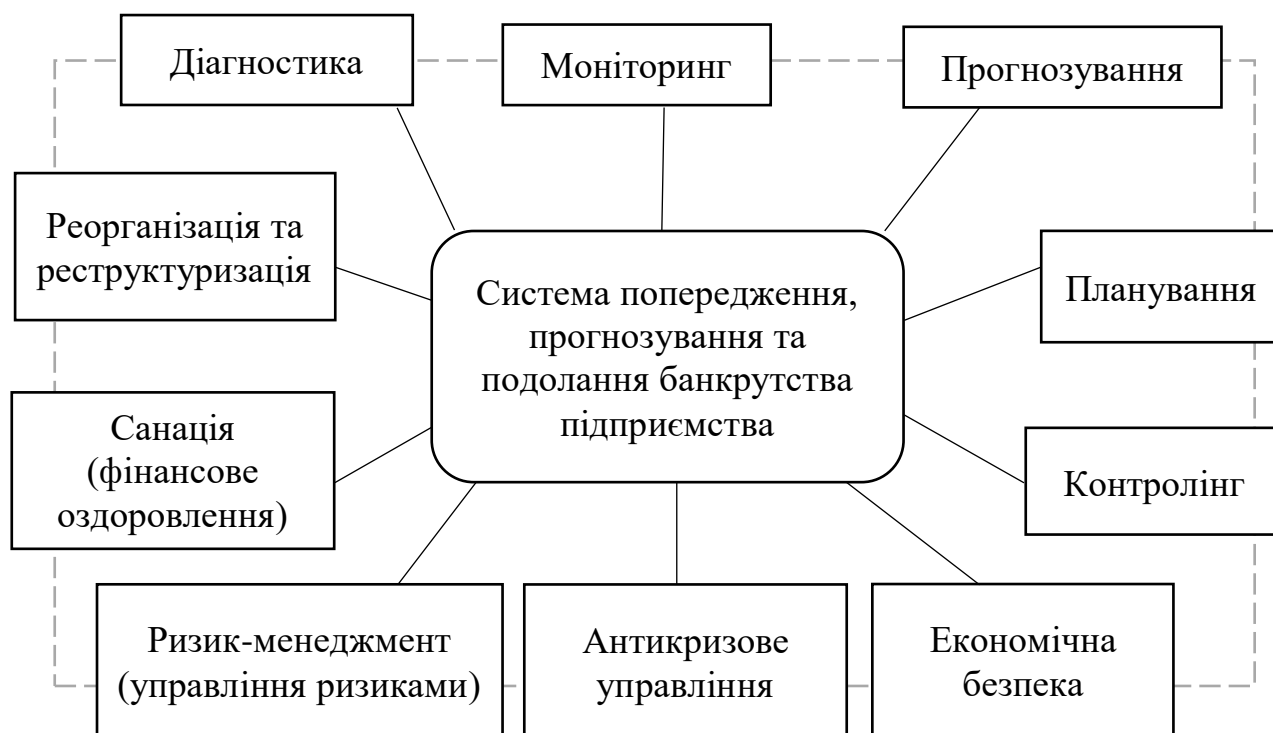 Діагностика
Моніторинг
Прогнозування
Реорганізація та
реструктуризація
Система попередження,
прогнозування та
подолання банкрутства
підприємства
Планування
Санація
(фінансове
оздоровлення)
Контролінг
Ризик-менеджмент
(управління ризиками)
Антикризове
управління
Економічна
безпека